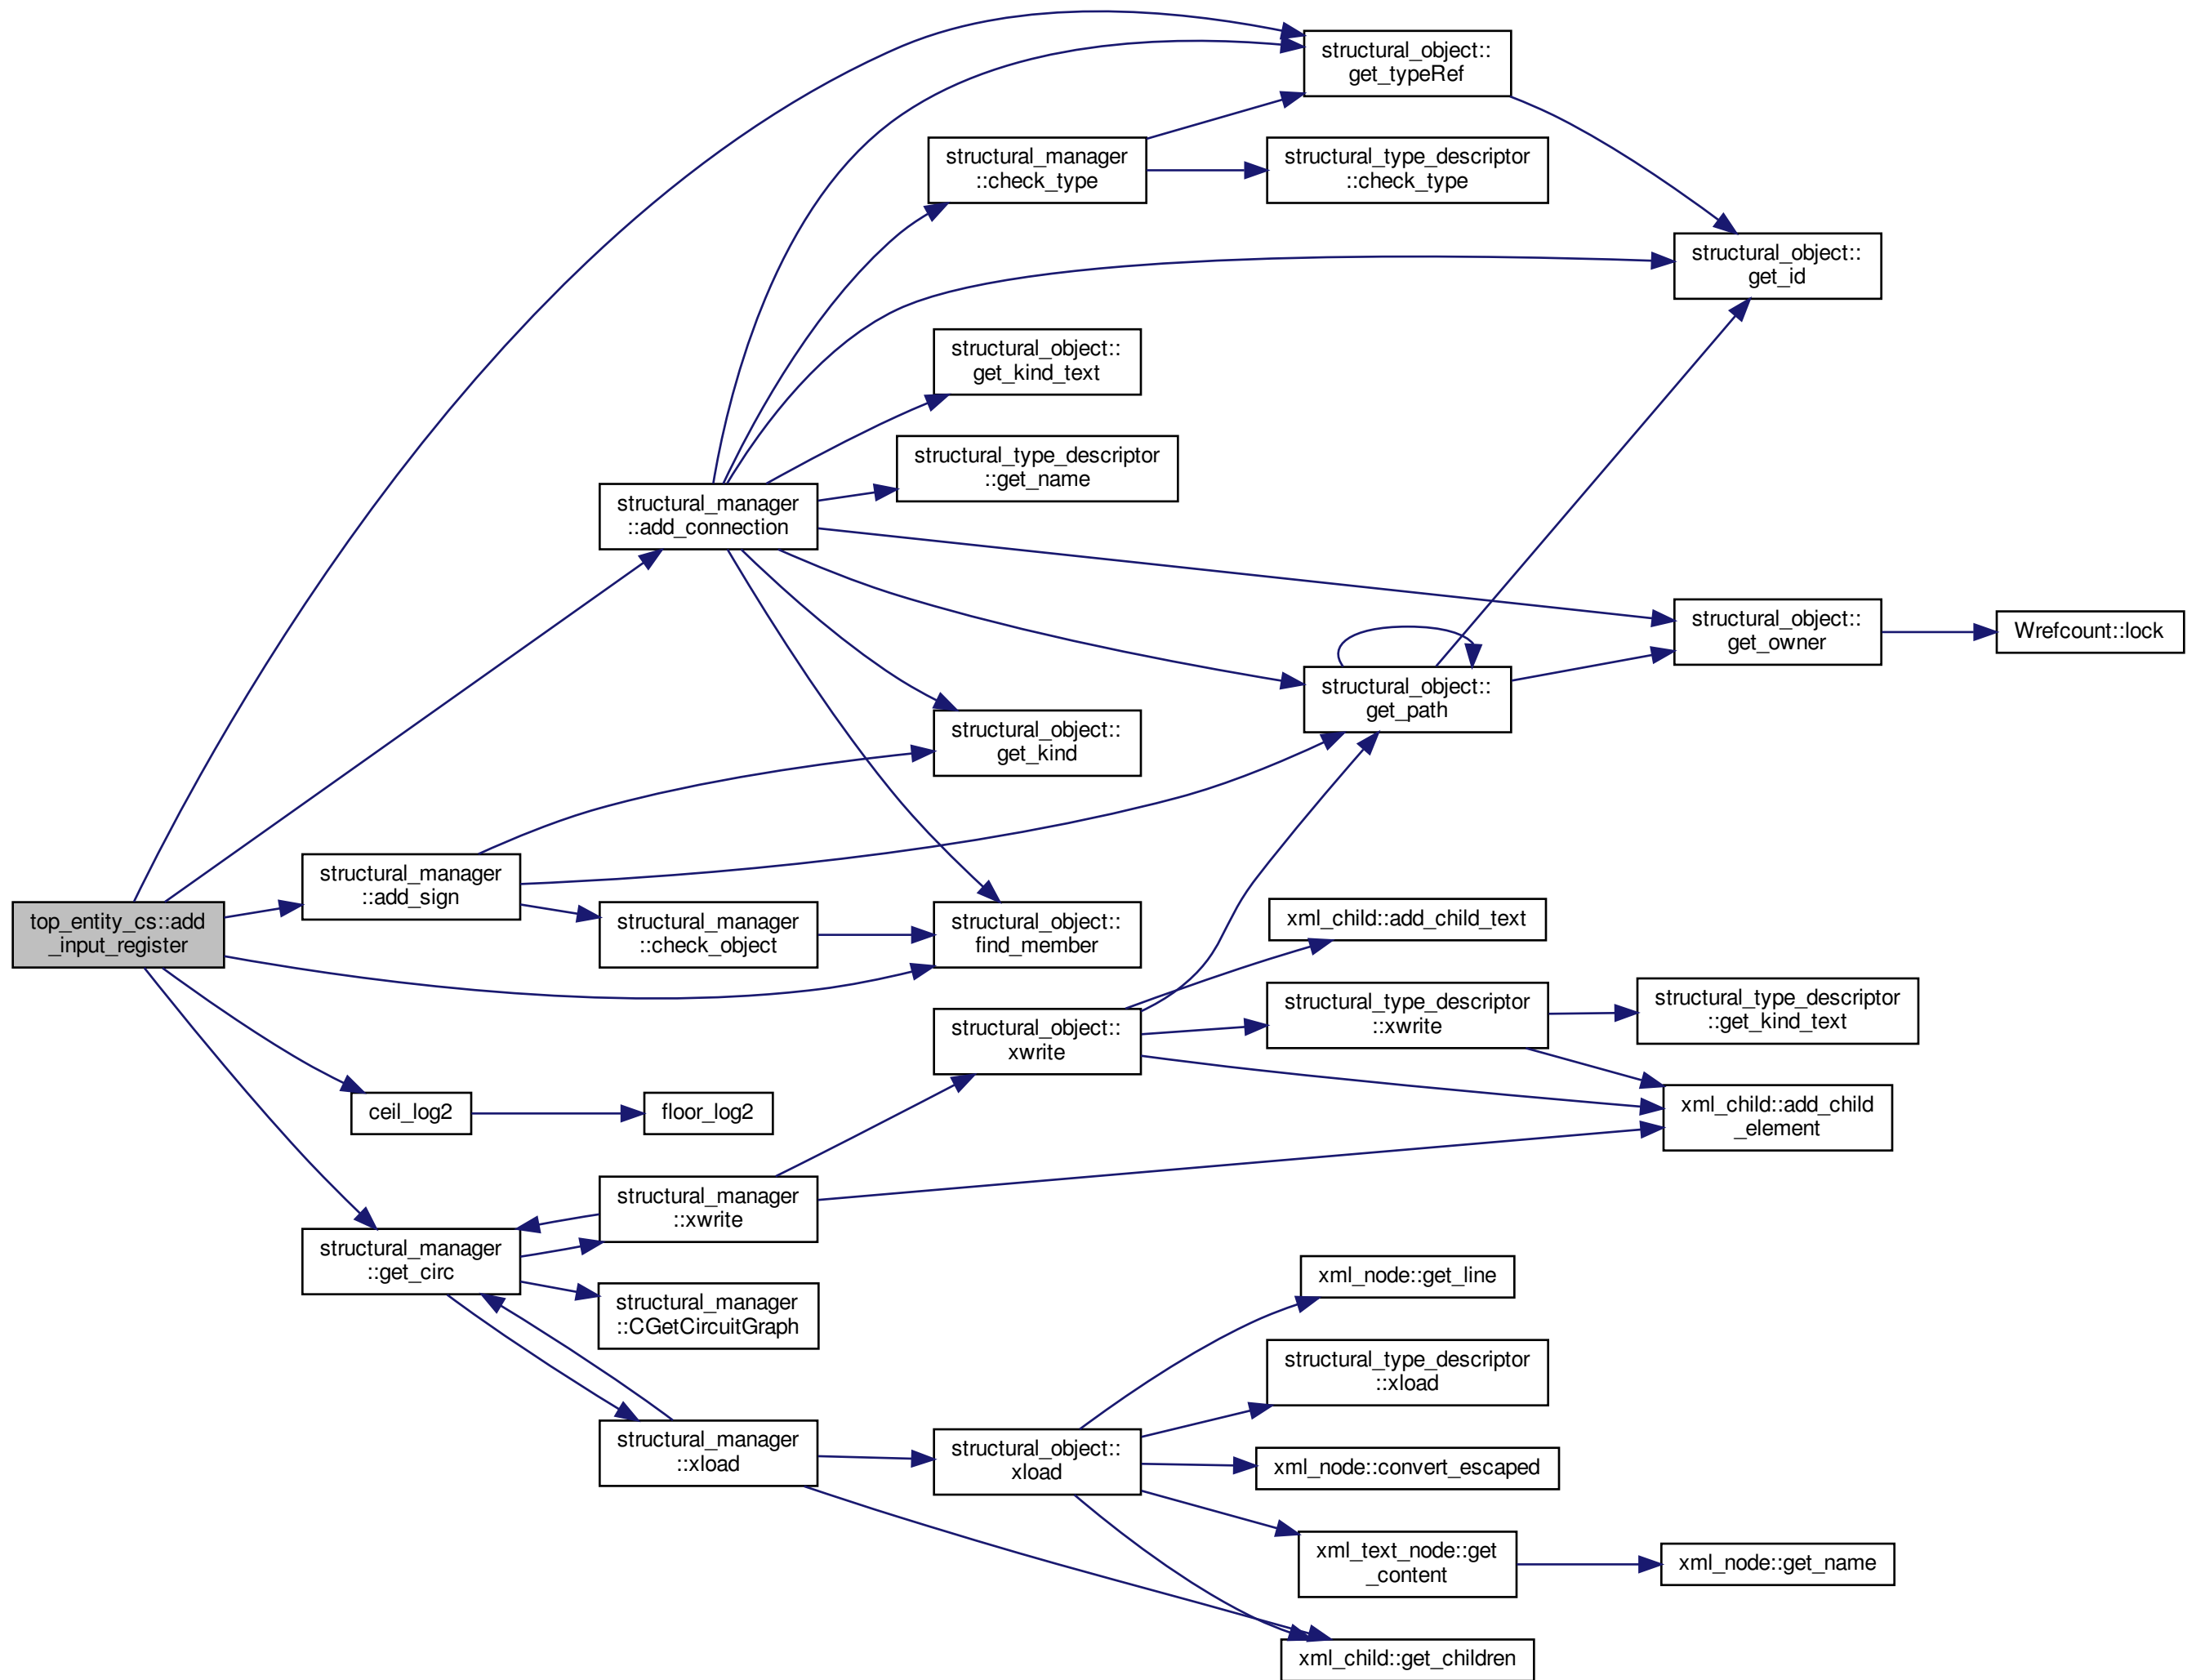 structural_object::
get_typeRef
structural_manager
::check_type
structural_type_descriptor
::check_type
structural_object::
get_id
structural_object::
get_kind_text
structural_type_descriptor
::get_name
structural_manager
::add_connection
structural_object::
get_owner
Wrefcount::lock
structural_object::
get_path
structural_object::
get_kind
structural_manager
::add_sign
top_entity_cs::add
_input_register
structural_manager
::check_object
structural_object::
find_member
xml_child::add_child_text
structural_object::
xwrite
structural_type_descriptor
::xwrite
structural_type_descriptor
::get_kind_text
ceil_log2
floor_log2
xml_child::add_child
_element
structural_manager
::xwrite
structural_manager
::get_circ
structural_manager
::CGetCircuitGraph
xml_node::get_line
structural_type_descriptor
::xload
structural_manager
::xload
structural_object::
xload
xml_node::convert_escaped
xml_text_node::get
_content
xml_node::get_name
xml_child::get_children